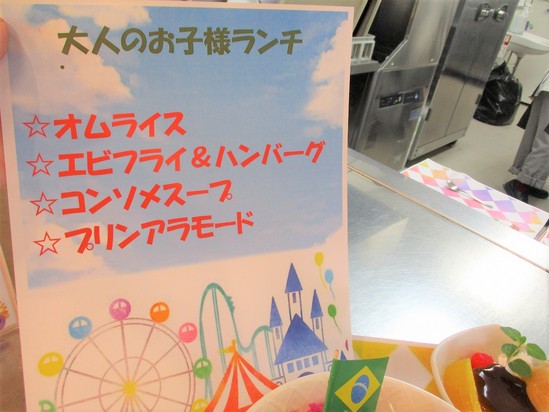 大人のお子様ランチ
☆オムライス
☆エビフライ＆ハンバーグ
☆コンソメスープ
☆プリンアラモード